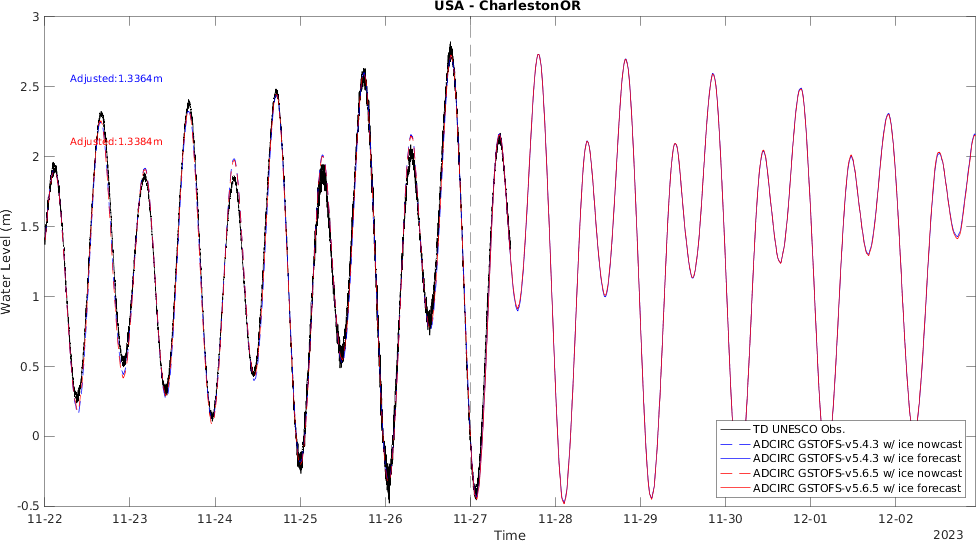 USA - CharlestonOR
3
2.5
2
1.5
1
0.5
0
-0.5
Water Level (m)
Adjusted:1.3364m
Adjusted:1.3384m
TD UNESCO Obs.
ADCIRC GSTOFS-v5.4.3 w/ ice nowcast
ADCIRC GSTOFS-v5.4.3 w/ ice forecast
ADCIRC GSTOFS-v5.6.5 w/ ice nowcast
ADCIRC GSTOFS-v5.6.5 w/ ice forecast
11-22 11-23 11-24 11-25 11-26 11-27 11-28 11-29 11-30 12-01 12-02
Time
2023